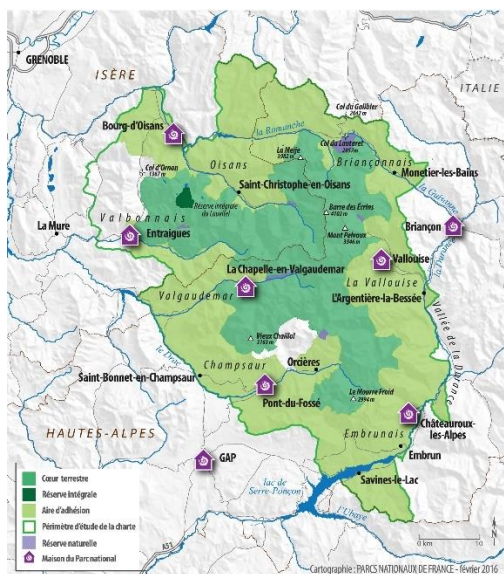 GRENOBLE
ISÈRE
ITALIE
Col du Galibier
2642 m
Bourg-d'Oisans
la Romanche
La Meije
Col du Lautaret
Oisans
Briançonnais
Col d'Ornon
1367 m
Monetier-les-Bains
Saint-Christophe-en-Oisans
la Guisane
Réserve intégrale
du Lauvitel
Barre des Écrins
4102 m
Valbonnais
La Mure
Entraigues
Mont Pelvoux
3946 m
Briançon
la Durance
Vallouise
La Chapelle-en-Valgaudemar
La Vallouise
Valgaudemar
L'Argentière-la-Bessée
Vallée de la Durance
Vieux Chaillol
3163 m
le Drac
Orcières
Champsaur
Saint-Bonnet-en-Champsaur
Pont-du-Fossé
Le Mourre Froid
2994 m
Châteauroux-
les-Alpes
HAUTES-ALPES
Embrunais
GAP
Embrun
Savines-le-Lac
lac de
Serre-Ponçon
l'Ubaye
A51
Cœur terrestre
Réserve intégrale
Aire d'adhésion
Périmètre d'étude de la charte
Réserve naturelle
Maison du Parc national
0 km 10
N
Cartographie : PARCS NATIONAUX DE FRANCE - février 2016